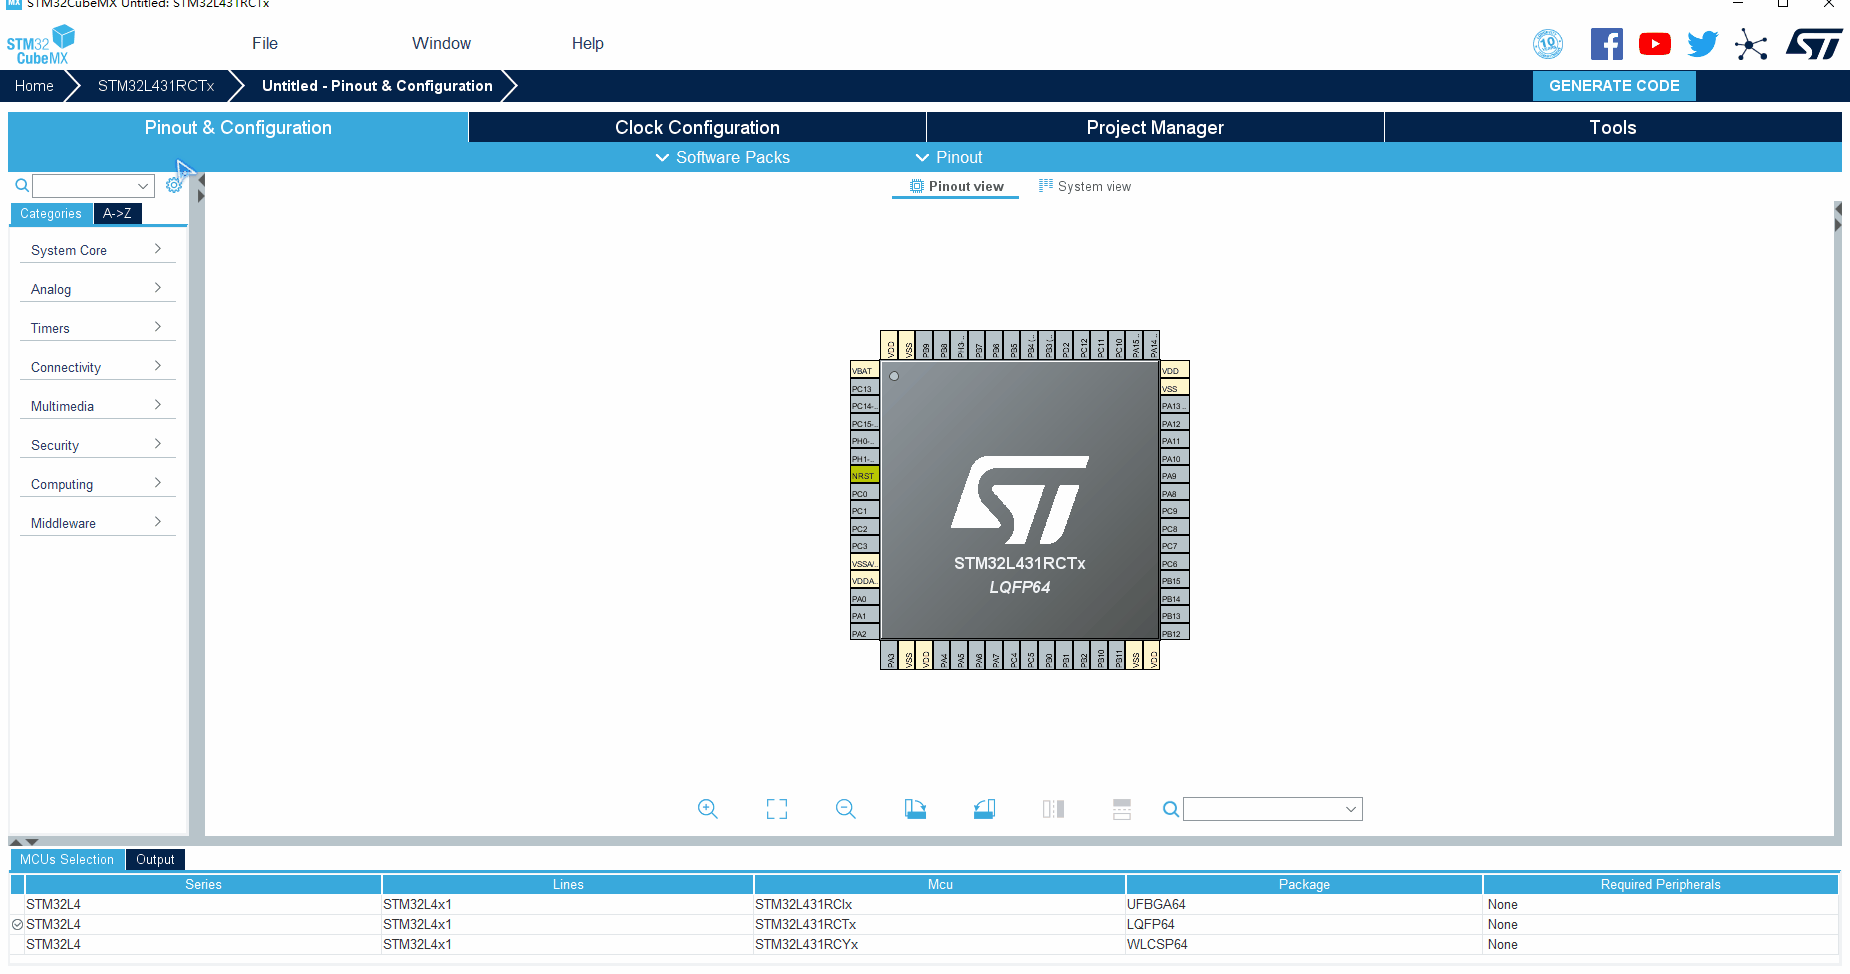 MX STM32CubeMX Untitled: STM32L431RCTx
STM32
CubeMX
File Window Help
10
Home STM32L431RCTx Untitled - Pinout & Configuration GENERATE CODE
Pinout & Configuration Clock Configuration Project Manager Tools
Software Packs Pinout
Pinout view System view
Categories A->Z
System Core
Analog
Timers
Connectivity
Multimedia
Security
Computing
Middleware
VDD VSS PB9 PB8 PH3... PB7 PB6 PB5 PB4 (... PB3 (... PD2 PC12 PC11 PC10 PA15... PA14...
VBAT
PC13
PC14-..
PC15-..
PH0-..
PH1-..
NRST
PC0
PC1
PC2
PC3
VSSA/..
VDDA..
PA0
PA1
PA2
VDD
VSS
PA13...
PA12
PA11
PA10
PA9
PA8
PC9
PC8
PC7
PC6
PB15
PB14
PB13
PB12
ST
STM32L431RCTx
LQFP64
PA3 VSS VDD PA4 PA5 PA6 PA7 PC4 PC5 PB0 PB1 PB2 PB10 PB11 VSS VDD
MCUs Selection Output
Series Lines Mcu Package Required Peripherals
STM32L4 STM32L4x1 STM32L431RCIx UFBGA64 None
STM32L4 STM32L4x1 STM32L431RCTx LQFP64 None
STM32L4 STM32L4x1 STM32L431RCYx WLCSP64 None